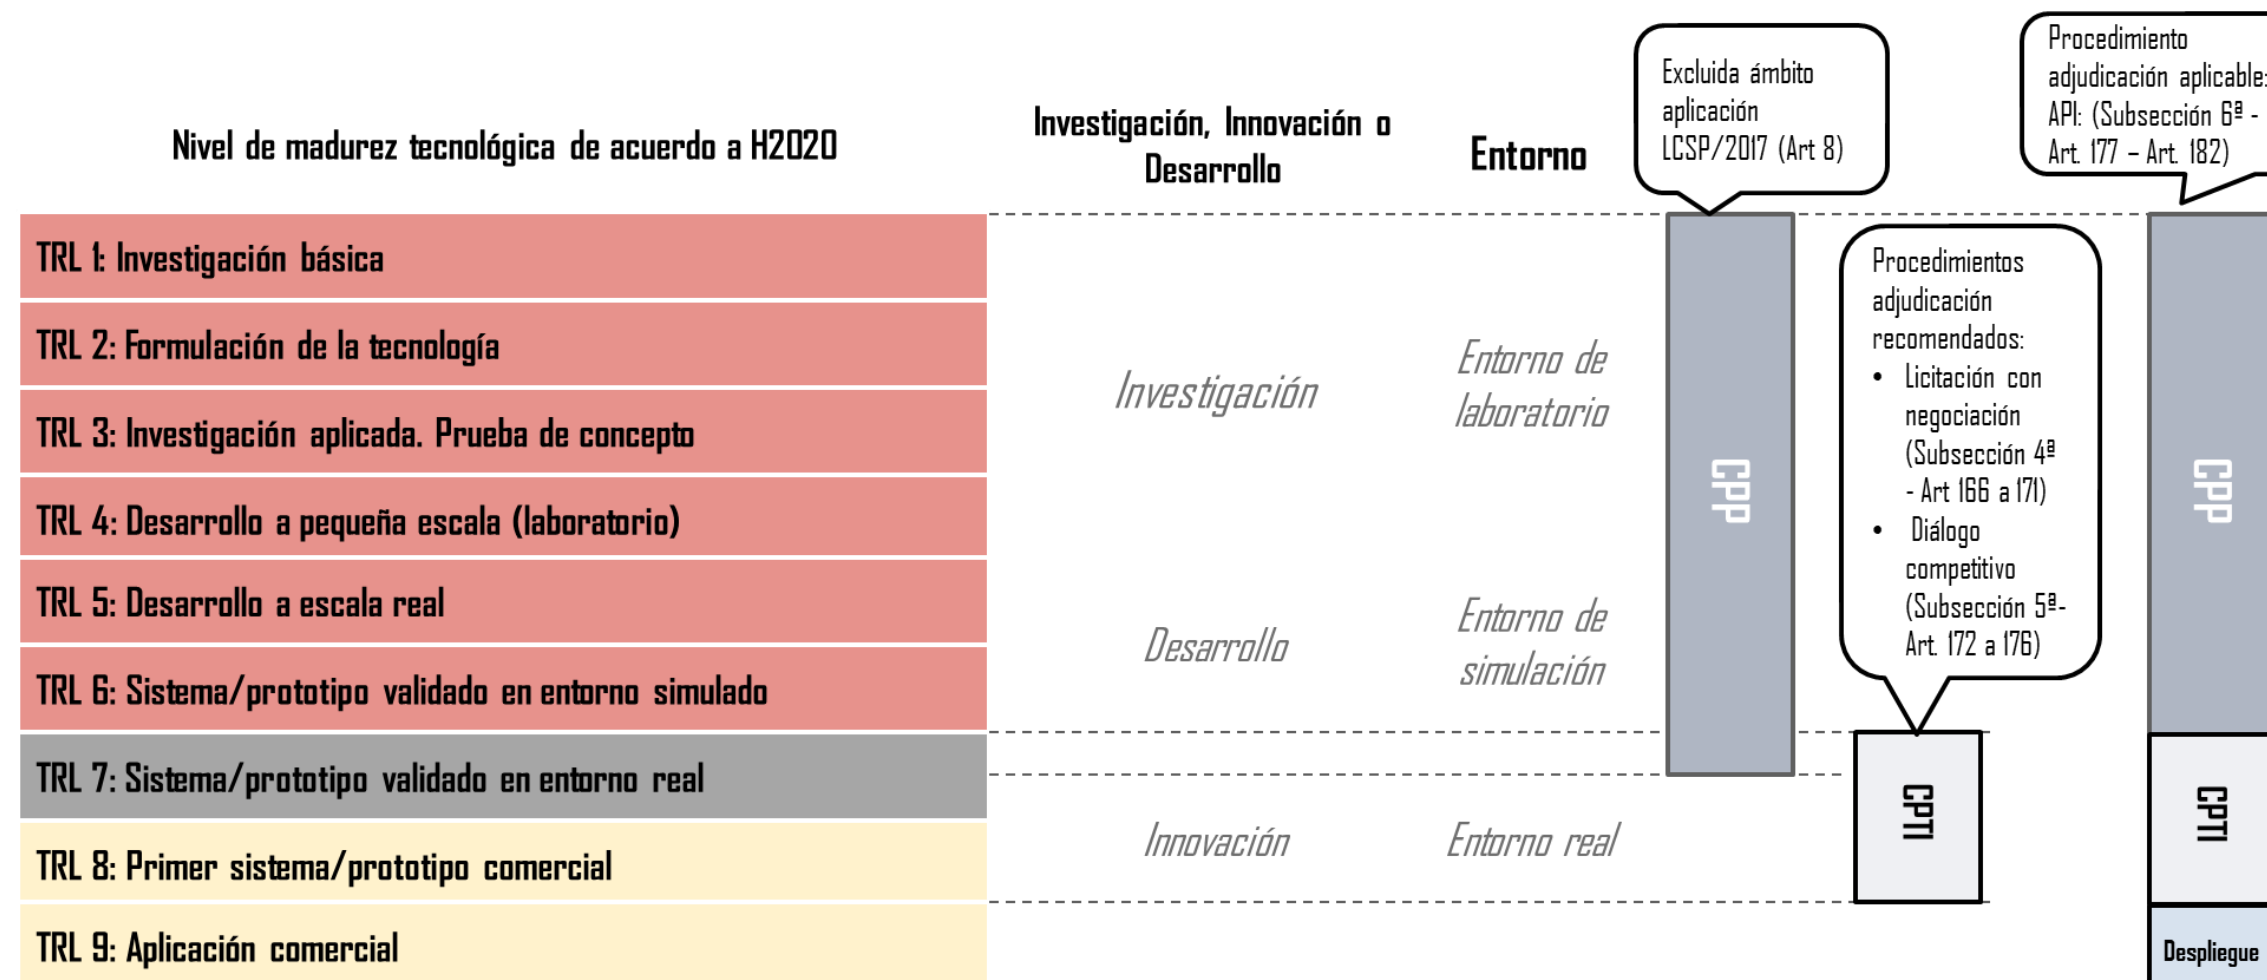 Nivel de madurez tecnológica de acuerdo a H2020
Investigación, Innovación o
Desarrollo
Entorno
Excluida ámbito
aplicación
LCSP/2017 (Art 8)
Procedimiento
adjudicación aplicable:
API: (Subsección 6ª -
Art. 177 – Art. 182)
TRL 1: Investigación básica
TRL 2: Formulación de la tecnología
TRL 3: Investigación aplicada. Prueba de concepto
TRL 4: Desarrollo a pequeña escala (laboratorio)
TRL 5: Desarrollo a escala real
TRL 6: Sistema/prototipo validado en entorno simulado
TRL 7: Sistema/prototipo validado en entorno real
TRL 8: Primer sistema/prototipo comercial
TRL 9: Aplicación comercial
Investigación
Desarrollo
Innovación
Entorno de
laboratorio
Entorno de
simulación
Entorno real
CPP
Procedimientos
adjudicación
recomendados:
• Licitación con
negociación
(Subsección 4ª
- Art 166 a 171)
• Diálogo
competitivo
(Subsección 5ª-
Art. 172 a 176)
CPTI
CPP
CPTI
Despliegue